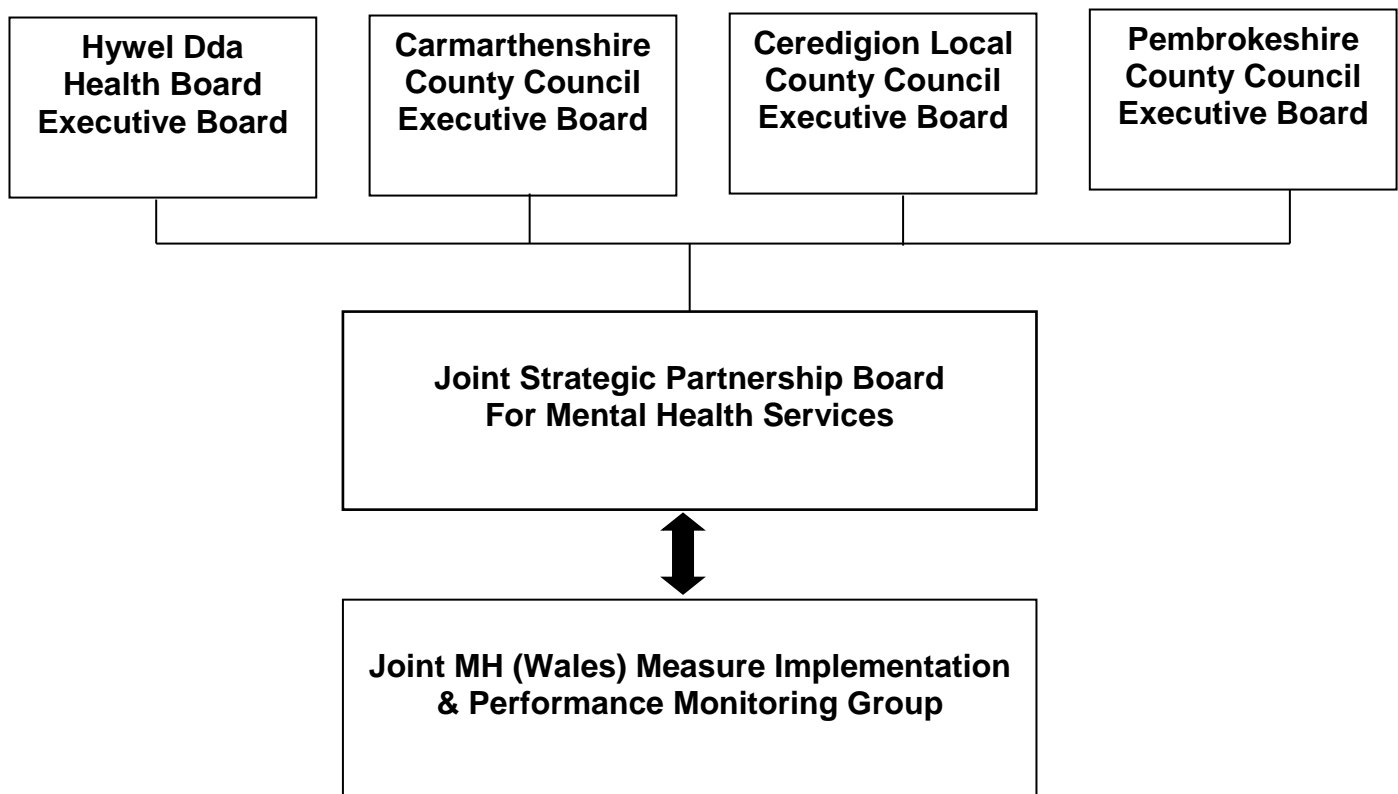 Hywel Dda
Health Board
Executive Board
Carmarthenshire
County Council
Executive Board
Ceredigion Local
County Council
Executive Board
Pembrokeshire
County Council
Executive Board
Joint Strategic Partnership Board
For Mental Health Services
Joint MH (Wales) Measure Implementation
& Performance Monitoring Group